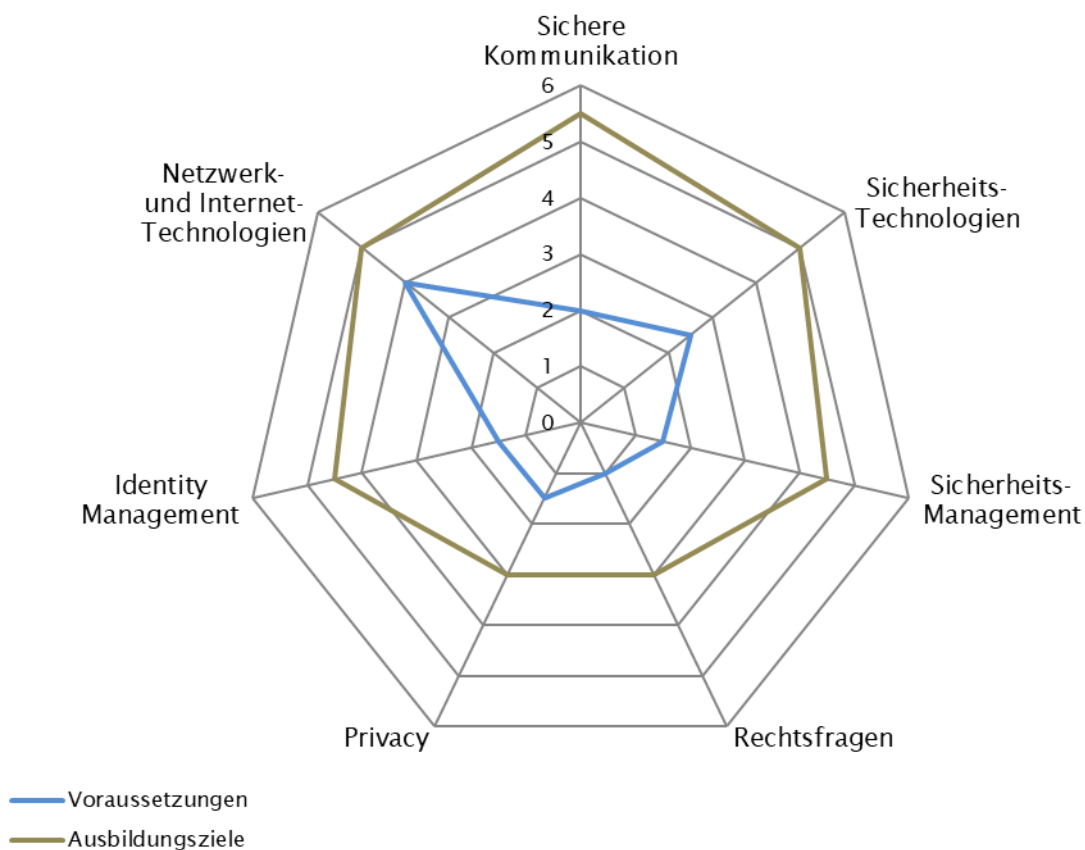 Sichere
Kommunikation
6
5
4
3
2
1
0
Netzwerk-
und Internet-
Technologien
Sicherheits-
Technologien
Identity
Management
Sicherheits-
Management
Privacy
Rechtsfragen
Voraussetzungen
Ausbildungsziele